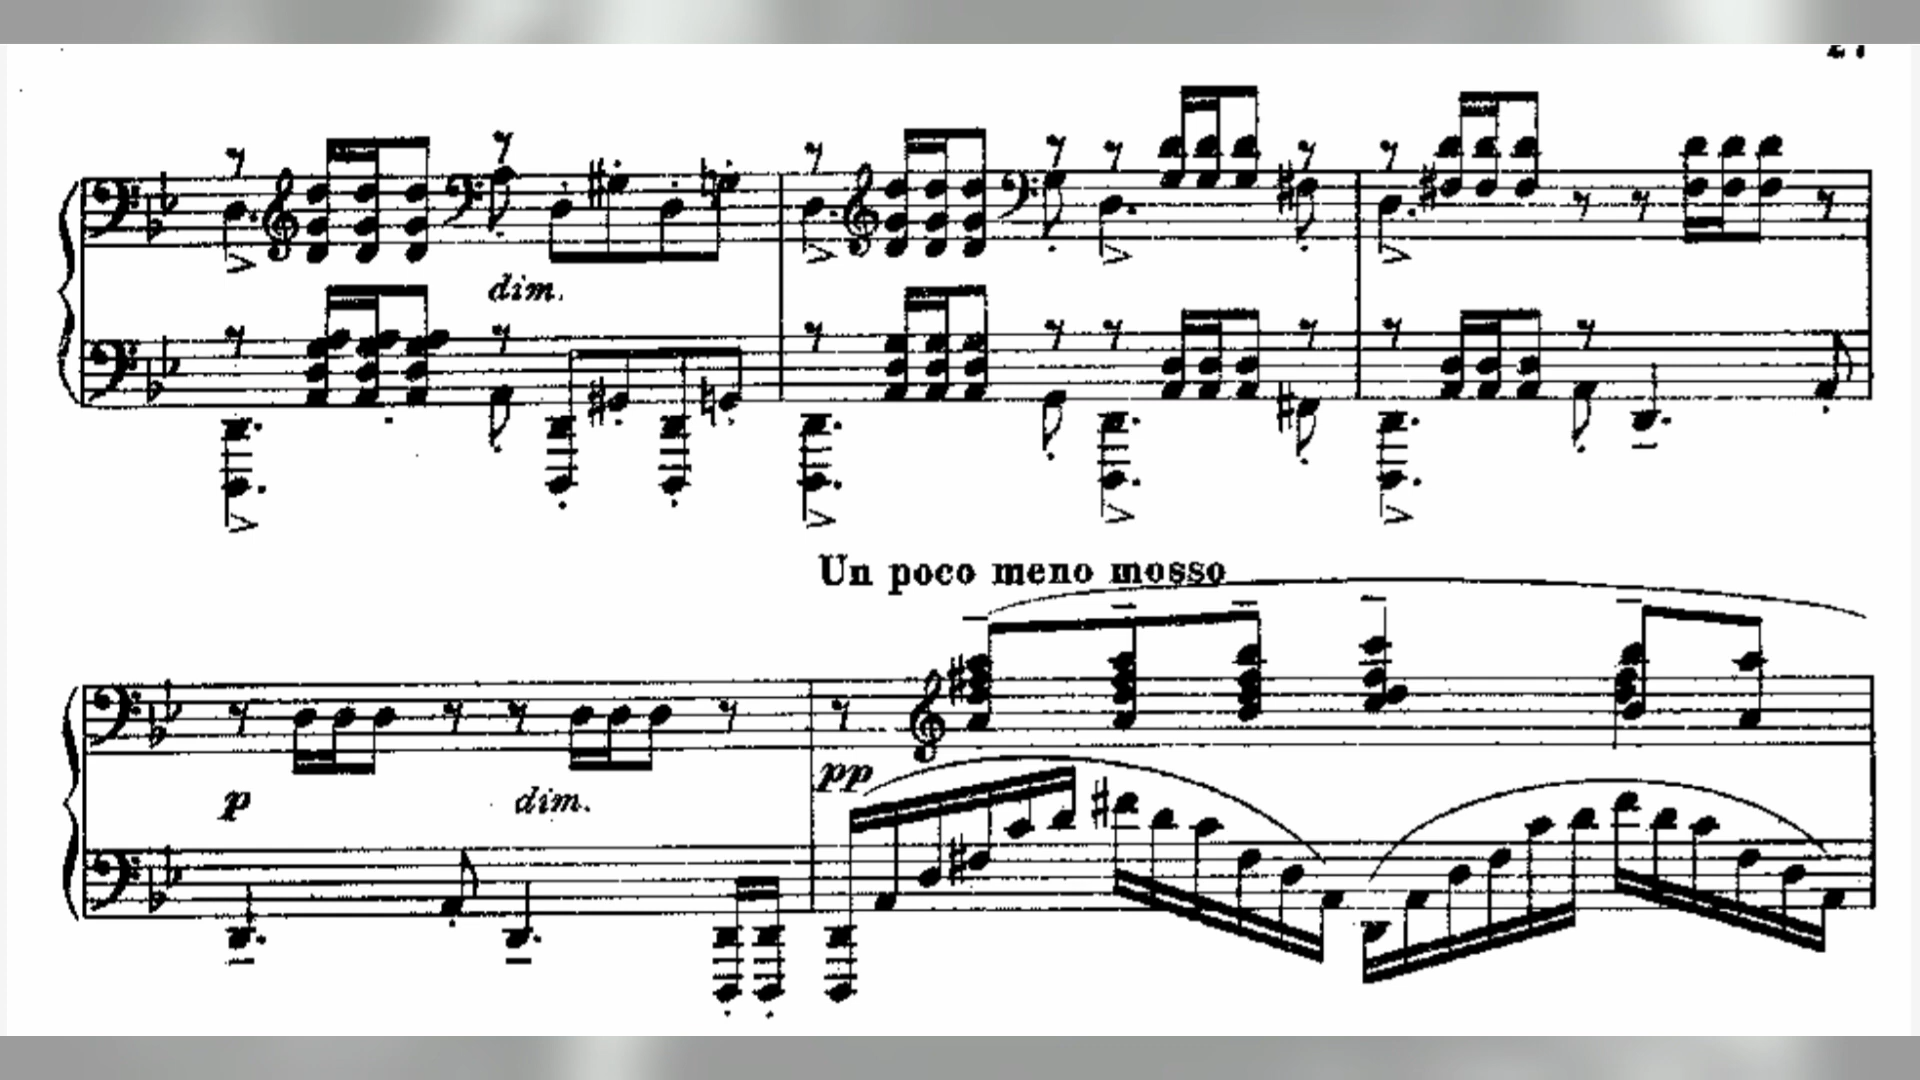 dim.
Un poco meno mosso
p
dim.
pp